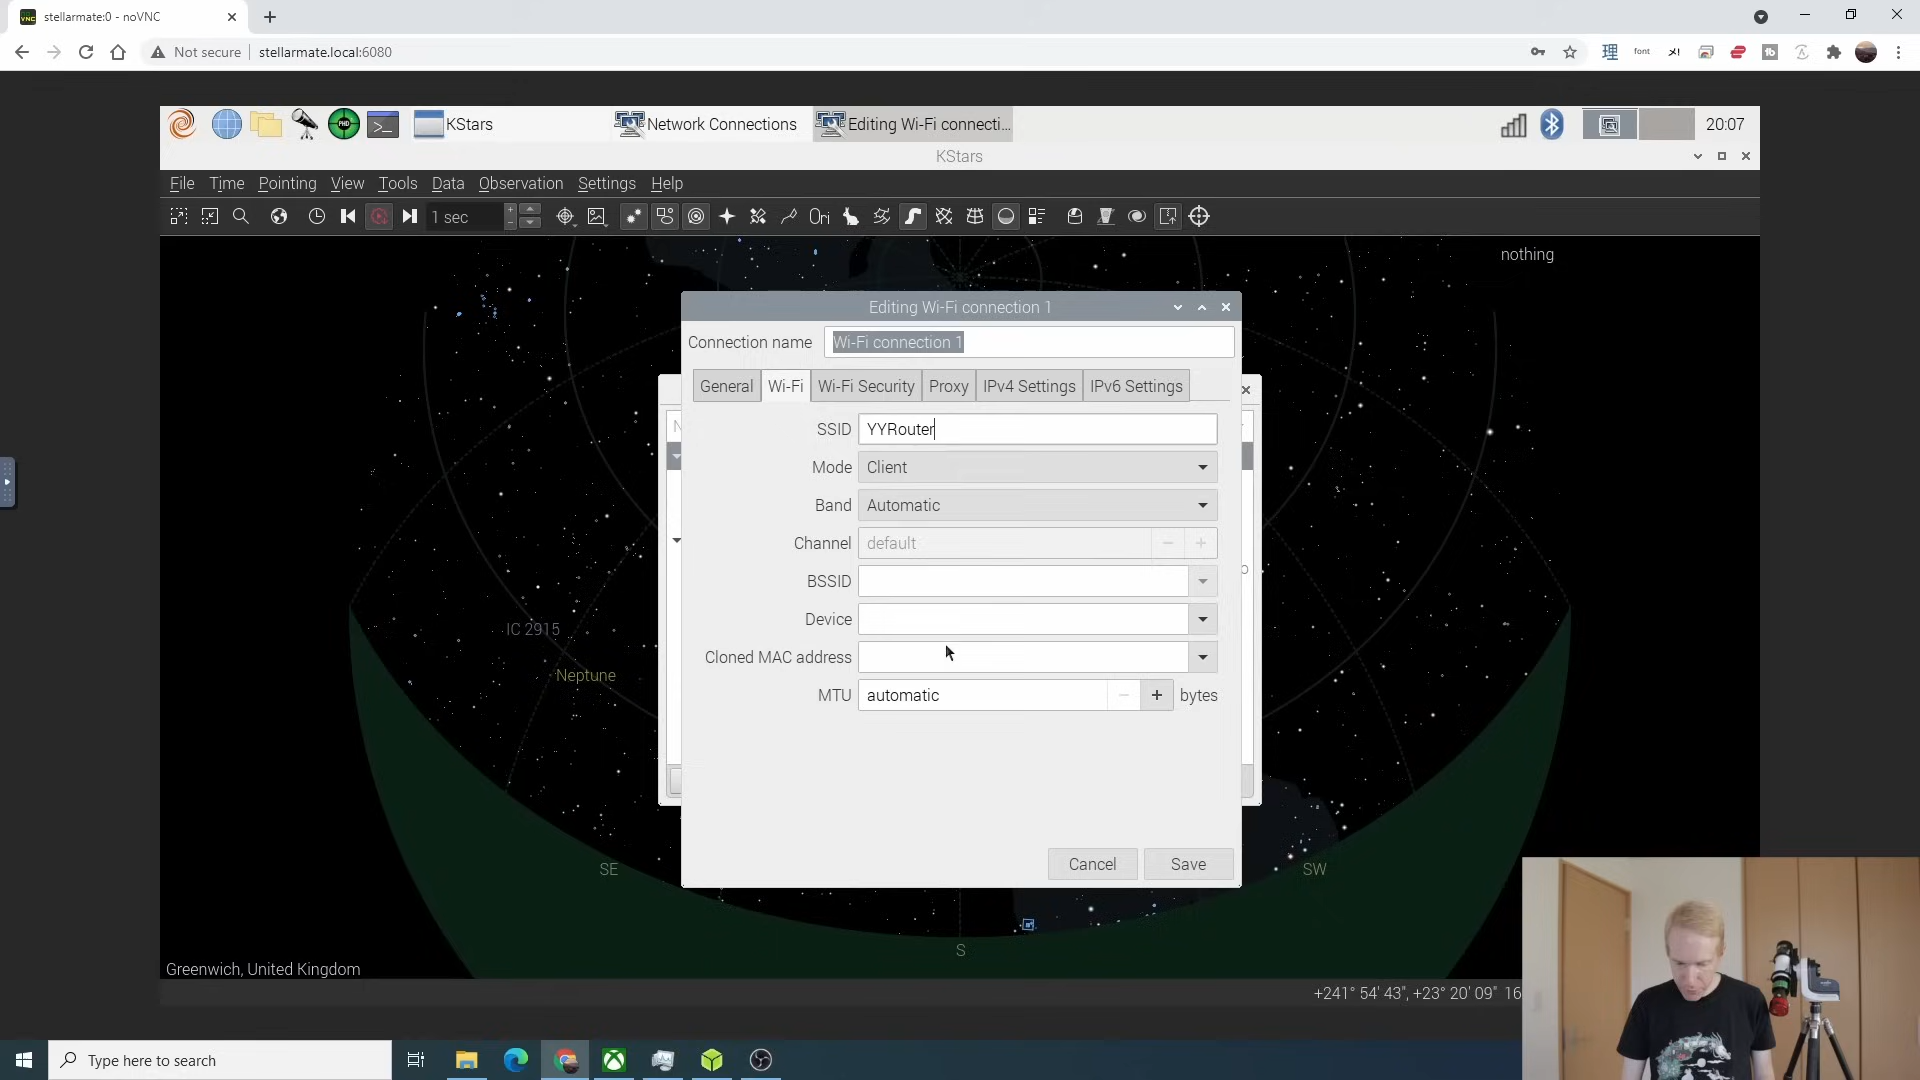 stellarmate:0 - noVNC
Not secure
stellarmate.local:6080
font
KStars
Network Connections
Editing Wi-Fi connecti...
20:07
KStars
File Time Pointing View Tools Data Observation Settings Help
1 sec
Ori
nothing
Editing Wi-Fi connection 1
Connection name Wi-Fi connection 1
General Wi-Fi Wi-Fi Security Proxy IPv4 Settings IPv6 Settings
SSID YYRouter
Mode Client
Band Automatic
Channel default
BSSID
Device
Cloned MAC address
MTU automatic bytes
IC 2915
Neptune
Cancel Save
SE
SW
S
Greenwich, United Kingdom
+241° 54' 43", +23° 20' 09" 16
Type here to search